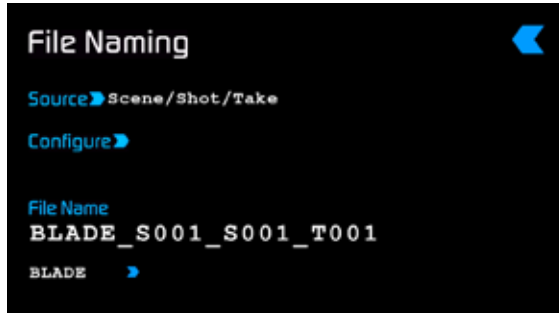 File Naming
Source Scene/Shot/Take
Configure
File Name
BLADE_S001_S001_T001
BLADE